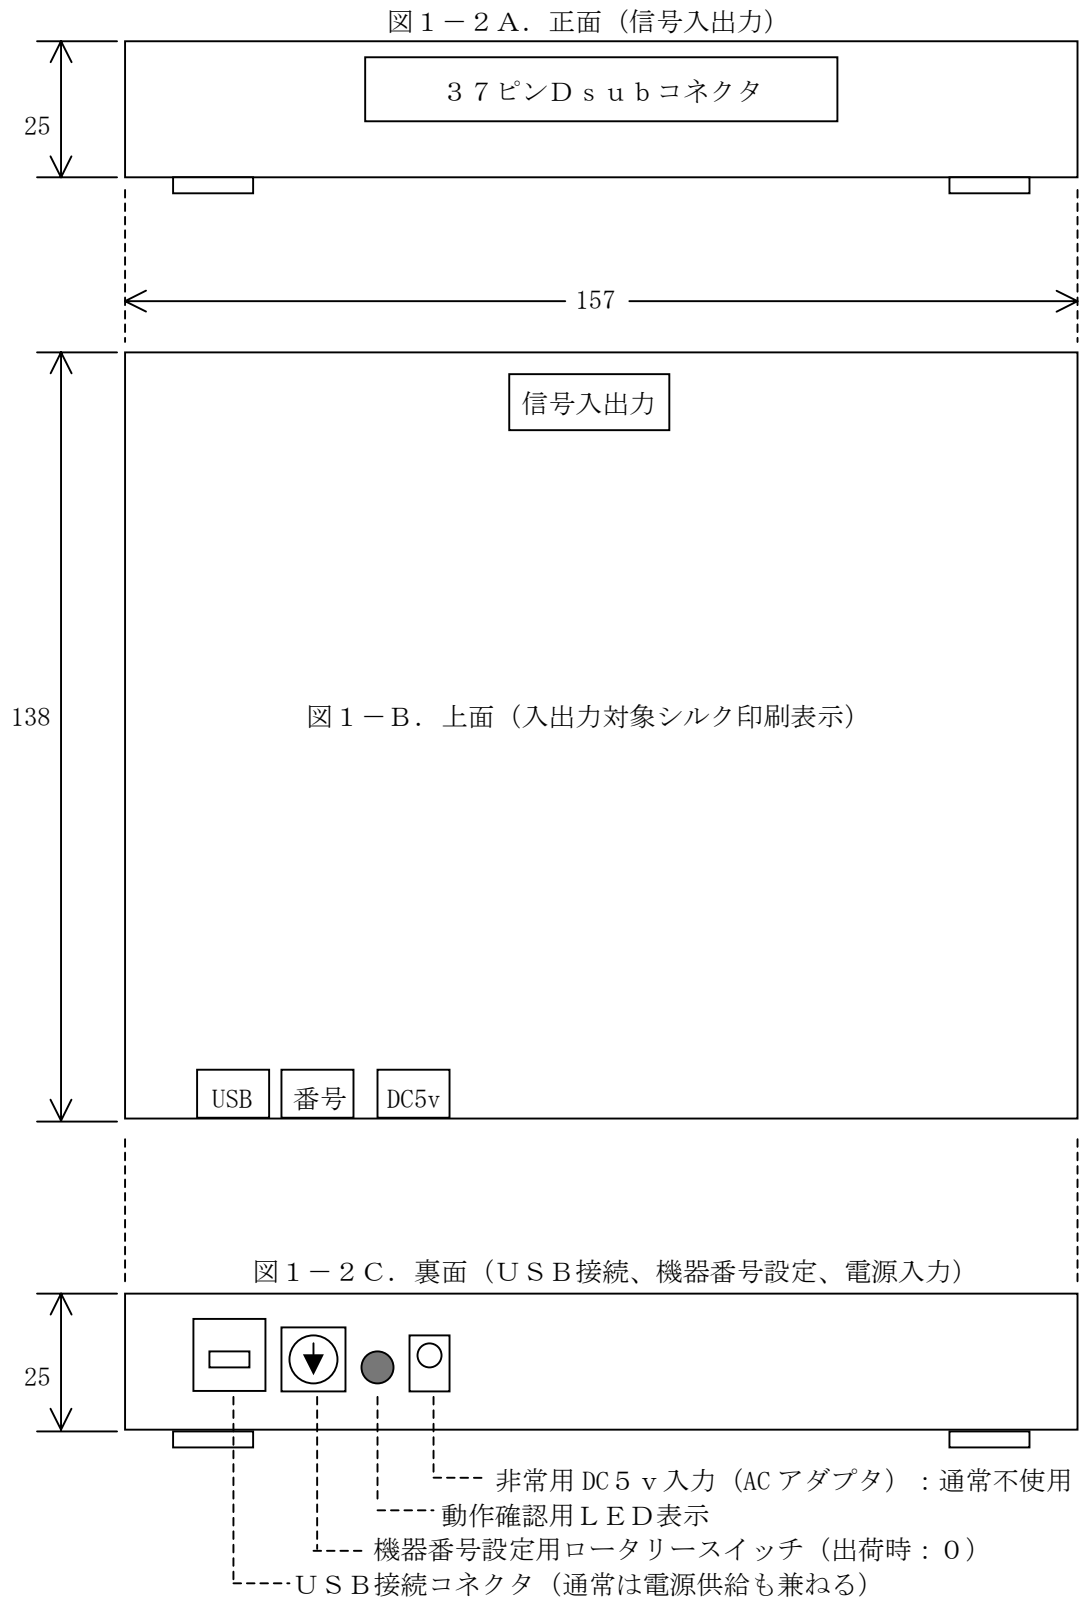 図1-2A．正面（信号入出力）
37ピンDsubコネクタ
25
157
信号入出力
138
図1-B．上面（入出力対象シルク印刷表示）
USB
番号
DC5v
図1-2C．裏面（USB接続、機器番号設定、電源入力）
25
非常用DC5v入力（ACアダプタ）：通常不使用
動作確認用LED表示
機器番号設定用ロータリースイッチ（出荷時：0）
USB接続コネクタ（通常は電源供給も兼ねる）